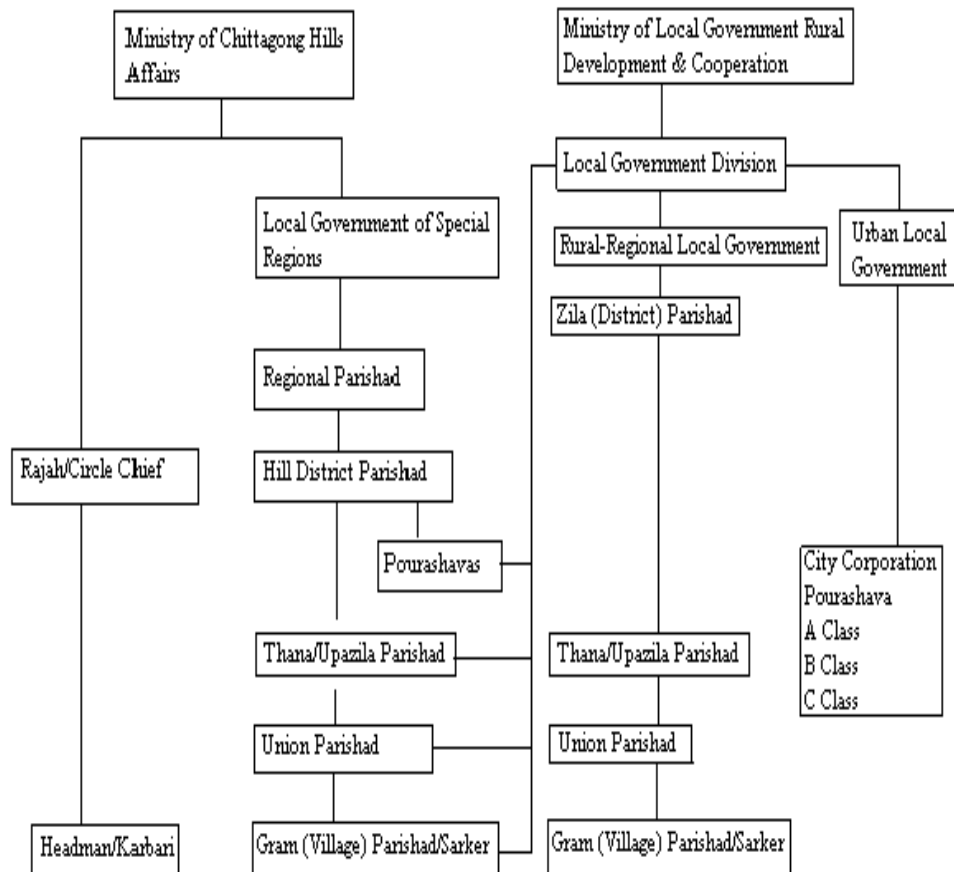 Ministry of Chittagong Hills
Affairs
Ministry of Local Government Rural
Development & Cooperation
Local Government Division
Local Government of Special
Regions
Rural-Regional Local Government
Urban Local
Government
Zila (District) Parishad
Regional Parishad
Rajah/Circle Chief
Hill District Parishad
Pourashavas
City Corporation
Pourashava
A Class
B Class
C Class
Thana/Upazila Parishad
Thana/Upazila Parishad
Union Parishad
Union Parishad
Headman/Karbari
Gram (Village) Parishad/Sarker
Gram (Village) Parishad/Sarker